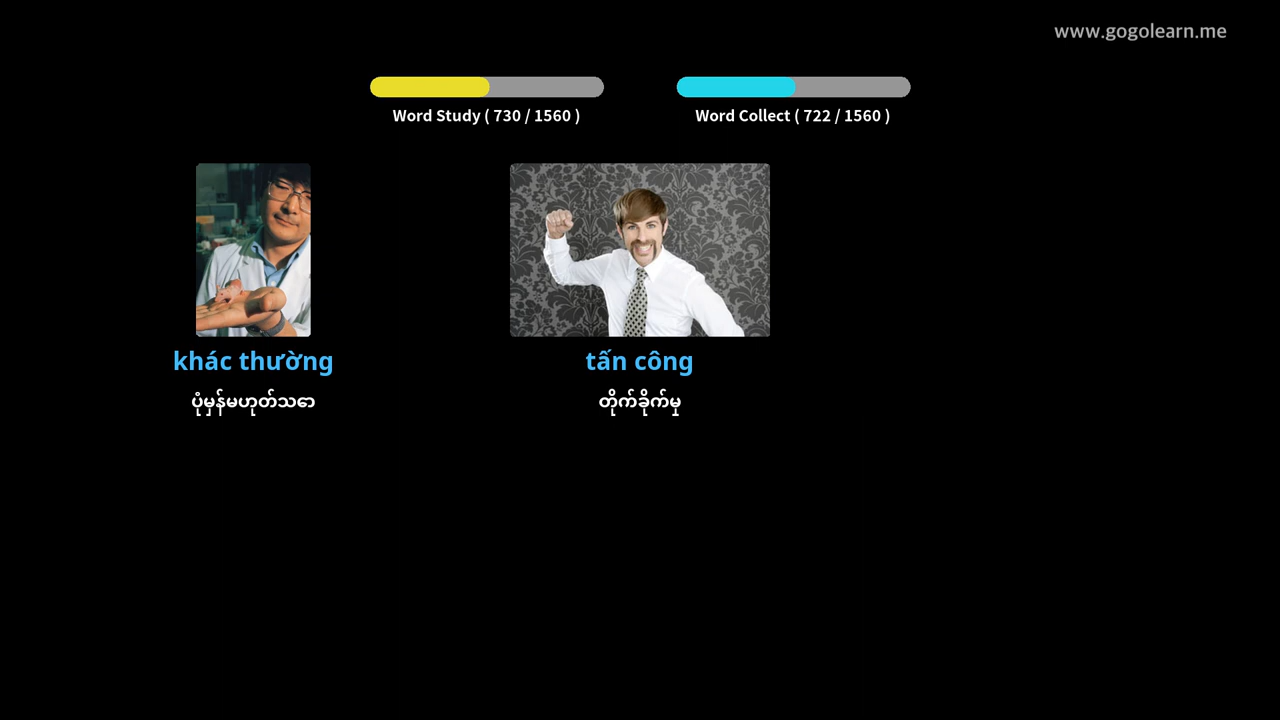 www.gogolearn.me
Word Study ( 730 / 1560 )
Word Collect ( 722 / 1560 )
khác thường
tấn công
ပုံမှန်မဟုတ်သော
တိုက်ခိုက်မှု